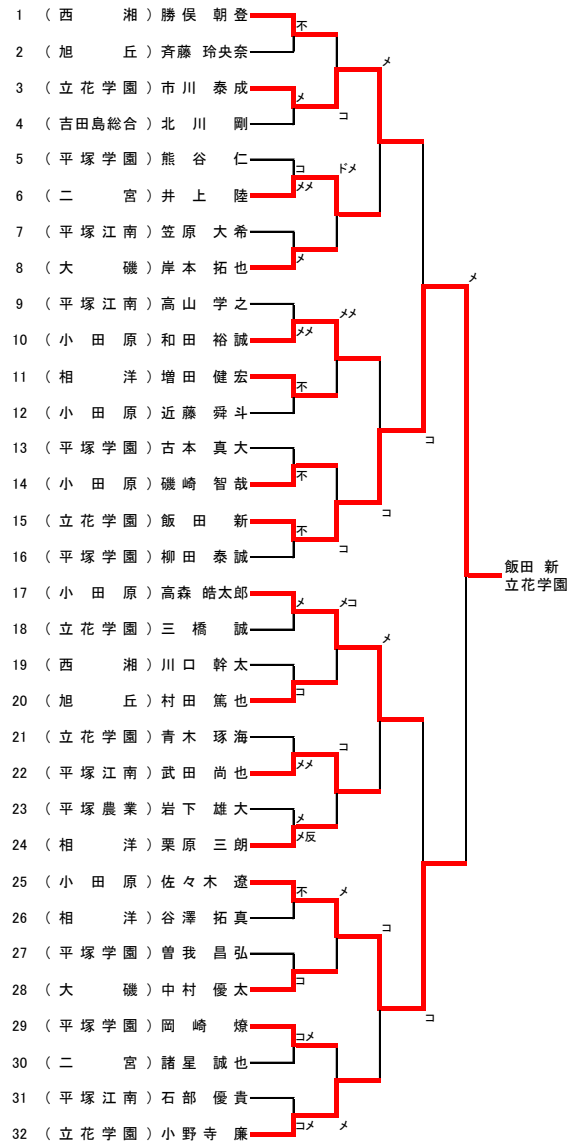 1 （西 湘）勝俣 朝登
不
2 （旭 丘）斉藤 玲央奈
メ
3 （立花学園）市川 泰成
メ
コ
4 （吉田島総合）北川 剛
5 （平塚学園）熊谷 仁
コ ドメ
6 （二 宮）井上 陸
メメ
7 （平塚江南）笠原 大希
8 （大 磯）岸本 拓也
メ
メ
9 （平塚江南）高山 学之
メメ
10 （小田原）和田 裕誠
メメ
11 （相 洋）増田 健宏
不
12 （小田原）近藤 舜斗
コ
13 （平塚学園）古本 真大
14 （小田原）磯崎 智哉
不
コ
15 （立花学園）飯田 新
不
コ
16 （平塚学園）柳田 泰誠
飯田 新
立花学園
17 （小田原）高森 皓太郎
メ メコ
18 （立花学園）三橋 誠
メ
19 （西 湘）川口 幹太
20 （旭 丘）村田 篤也
コ
21 （立花学園）青木 琢海
コ
22 （平塚江南）武田 尚也
メメ
23 （平塚農業）岩下 雄大
メ
24 （相 洋）栗原 三朗
メ反
25 （小田原）佐々木 遼
不 メ
26 （相 洋）谷澤 拓真
コ
27 （平塚学園）曽我 昌弘
28 （大 磯）中村 優太
コ
29 （平塚学園）岡崎 燎
コメ
コ
30 （二 宮）諸星 誠也
31 （平塚江南）石部 優貴
32 （立花学園）小野寺 廉
コメ メ